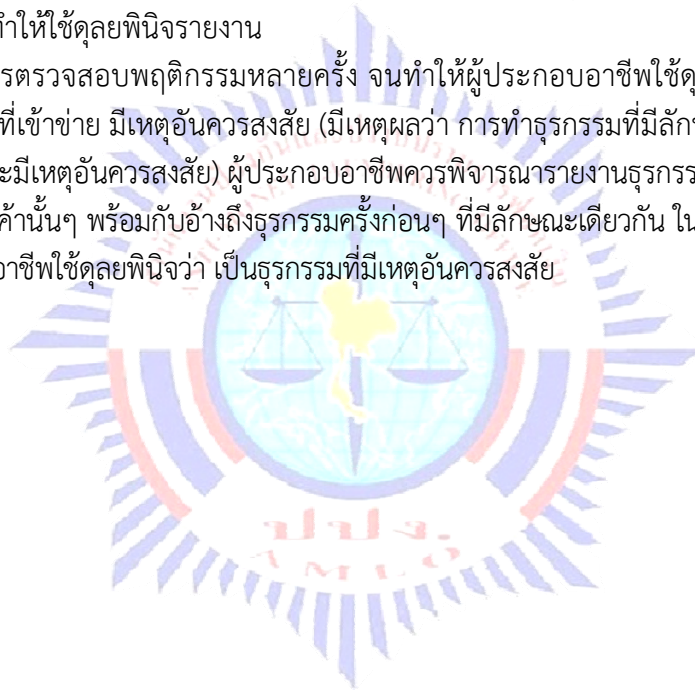 ทำให้ใช้ดุลยพินิจรายงาน
รตรวจสอบพฤติกรรมหลายครั้ง จนทำให้ผู้ประกอบอาชีพใช้ดุ
ที่เข้าข่าย มีเหตุอันควรสงสัย (มีเหตุผลว่า การทำธุรกรรมที่มีลัก
ะมีเหตุอันควรสงสัย) ผู้ประกอบอาชีพควรพิจารณารายงานธุรกรร
ค้านั้นๆ พร้อมกับอ้างถึงธุรกรรมครั้งก่อนๆ ที่มีลักษณะเดียวกัน ใน
อาชีพใช้ดุลยพินิจว่า เป็นธุรกรรมที่มีเหตุอันควรสงสัย
ปปง.
AMLO